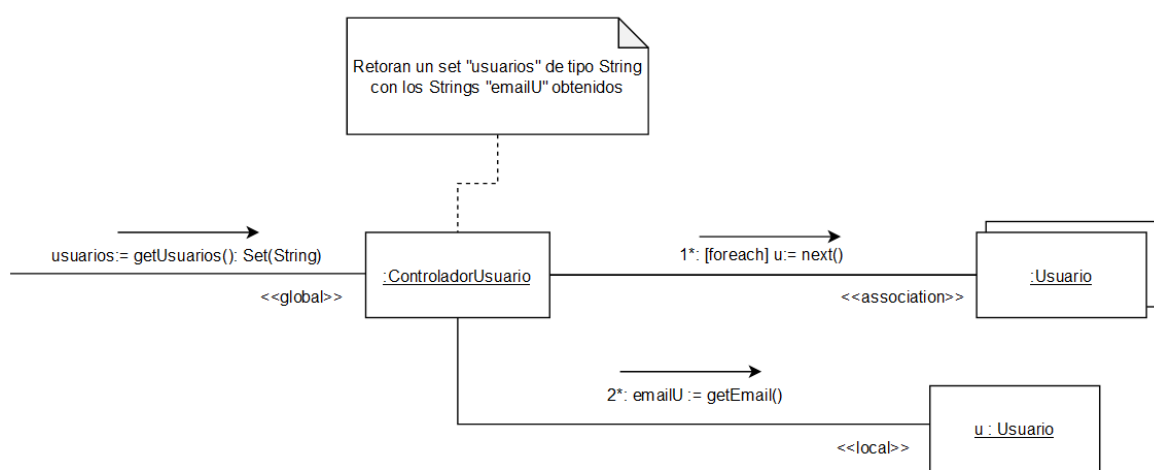 Retoran un set "usuarios" de tipo String
con los Strings "emailU" obtenidos
usuarios:= getUsuarios(): Set(String)
<<global>>
:ControladorUsuario
1*: [foreach] u:= next()
<<association>>
:Usuario
2*: emailU := getEmail()
<<local>>
u : Usuario